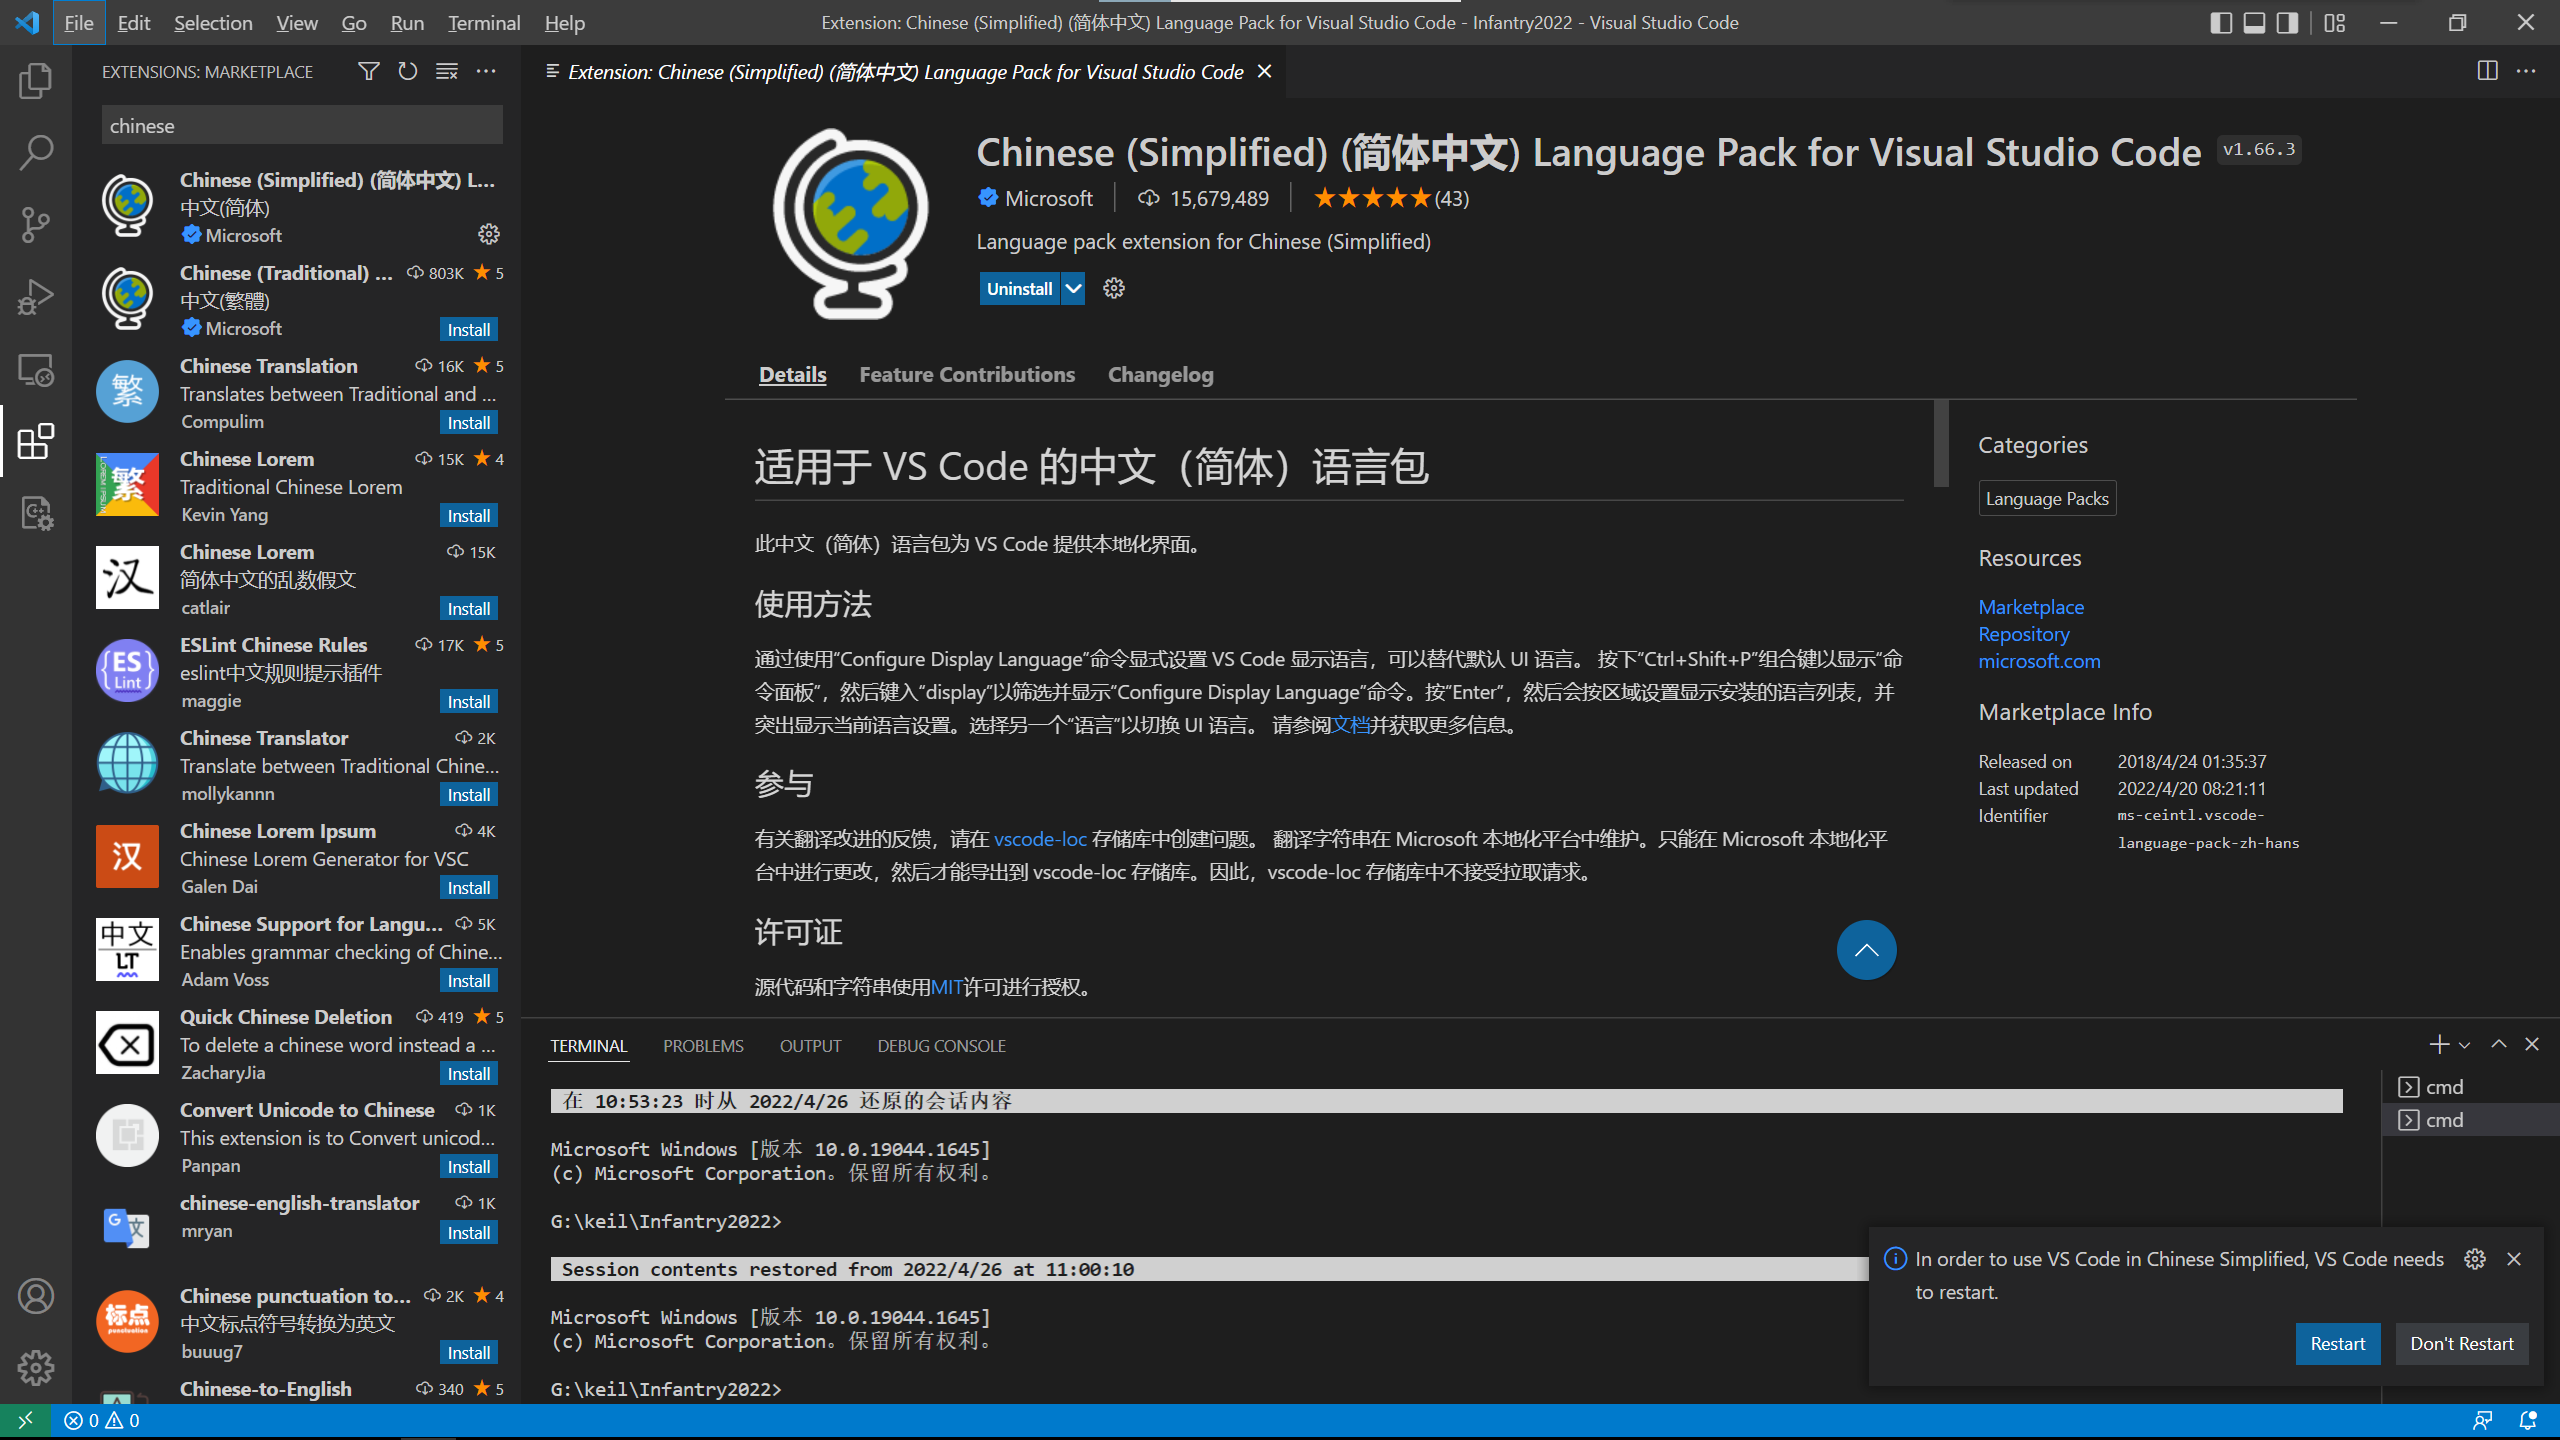 File Edit Selection View Go Run Terminal Help
Extension: Chinese (Simplified) (简体中文) Language Pack for Visual Studio Code - Infantry2022 - Visual Studio Code
EXTENSIONS: MARKETPLACE
chinese
Chinese (Simplified) (简体中文) L...
中文(简体)
Microsoft
Chinese (Traditional) ... 803K 5
中文(繁體)
Microsoft Install
繁
Chinese Translation 16K 5
Translates between Traditional and ...
Compulim Install
LOREM IPSUM
繁
Chinese Lorem 15K 4
Traditional Chinese Lorem
Kevin Yang Install
汉
Chinese Lorem 15K
简体中文的乱数假文
catlair Install
{ES}
Lint
ESLint Chinese Rules 17K 5
eslint中文规则提示插件
maggie Install
Chinese Translator 2K
Translate between Traditional Chine...
mollykannn Install
汉
Chinese Lorem Ipsum 4K
Chinese Lorem Generator for VSC
Galen Dai Install
中文
LT
Chinese Support for Langu... 5K
Enables grammar checking of Chine...
Adam Voss Install
Quick Chinese Deletion 419 5
To delete a chinese word instead a ...
ZacharyJia Install
Convert Unicode to Chinese 1K
This extension is to Convert unicod...
Panpan Install
G 文
chinese-english-translator 1K
mryan Install
标点
punctuation
Chinese punctuation to... 2K 4
中文标点符号转换为英文
buuug7 Install
Chinese-to-English 340 5
Extension: Chinese (Simplified) (简体中文) Language Pack for Visual Studio Code
Chinese (Simplified) (简体中文) Language Pack for Visual Studio Code v1.66.3
Microsoft 15,679,489 (43)
Language pack extension for Chinese (Simplified)
Uninstall
Details Feature Contributions Changelog
适用于 VS Code 的中文（简体）语言包
此中文（简体）语言包为 VS Code 提供本地化界面。
使用方法
通过使用“Configure Display Language”命令显式设置 VS Code 显示语言，可以替代默认 UI 语言。 按下“Ctrl+Shift+P”组合键以显示“命
令面板”，然后键入“display”以筛选并显示“Configure Display Language”命令。按“Enter”，然后会按区域设置显示安装的语言列表，并
突出显示当前语言设置。选择另一个“语言”以切换 UI 语言。 请参阅文档并获取更多信息。
参与
有关翻译改进的反馈，请在 vscode-loc 存储库中创建问题。 翻译字符串在 Microsoft 本地化平台中维护。只能在 Microsoft 本地化平
台中进行更改，然后才能导出到 vscode-loc 存储库。因此，vscode-loc 存储库中不接受拉取请求。
许可证
源代码和字符串使用MIT许可进行授权。
Categories
Language Packs
Resources
Marketplace
Repository
microsoft.com
Marketplace Info
Released on 2018/4/24 01:35:37
Last updated 2022/4/20 08:21:11
Identifier ms-ceintl.vscode-
language-pack-zh-hans
TERMINAL PROBLEMS OUTPUT DEBUG CONSOLE
cmd
cmd
在 10:53:23 时从 2022/4/26 还原的会话内容
Microsoft Windows [版本 10.0.19044.1645]
(c) Microsoft Corporation。保留所有权利。
G:\keil\Infantry2022>
Session contents restored from 2022/4/26 at 11:00:10
Microsoft Windows [版本 10.0.19044.1645]
(c) Microsoft Corporation。保留所有权利。
G:\keil\Infantry2022>
In order to use VS Code in Chinese Simplified, VS Code needs
to restart.
Restart Don't Restart
0 0